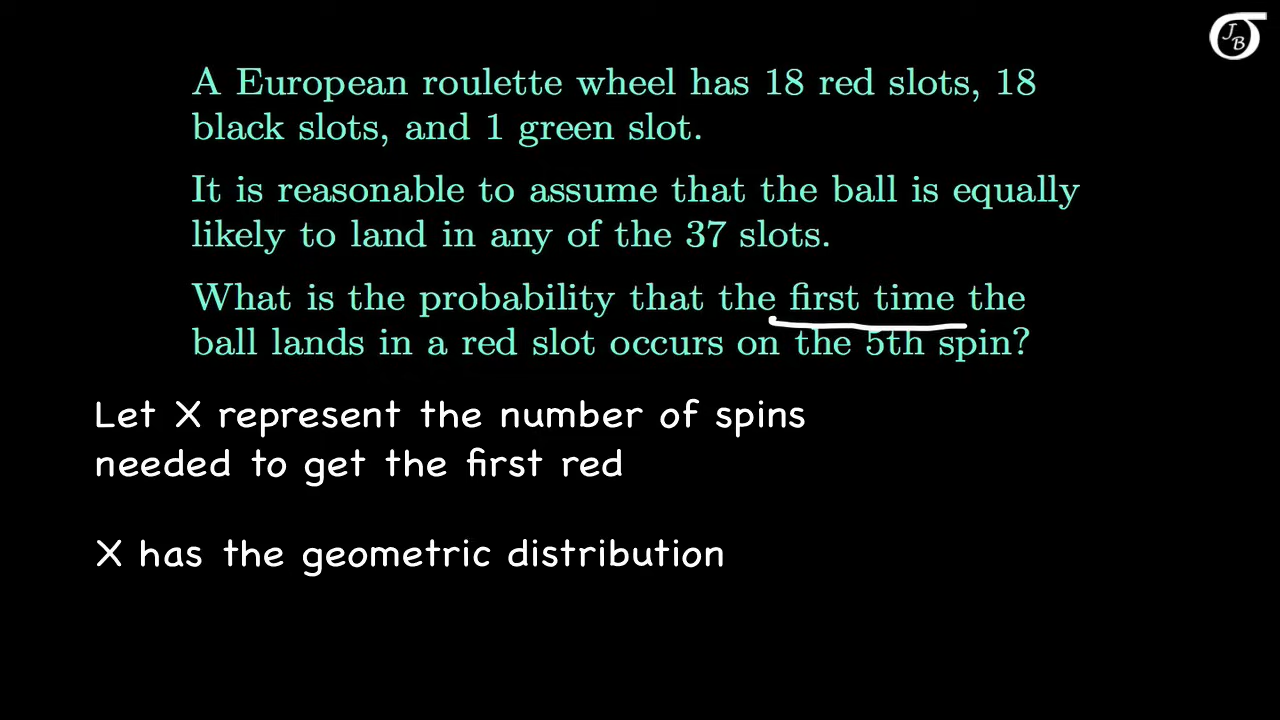 JB
A European roulette wheel has 18 red slots, 18
black slots, and 1 green slot.
It is reasonable to assume that the ball is equally
likely to land in any of the 37 slots.
What is the probability that the first time the
ball lands in a red slot occurs on the 5th spin?
Let X represent the number of spins
needed to get the first red
X has the geometric distribution